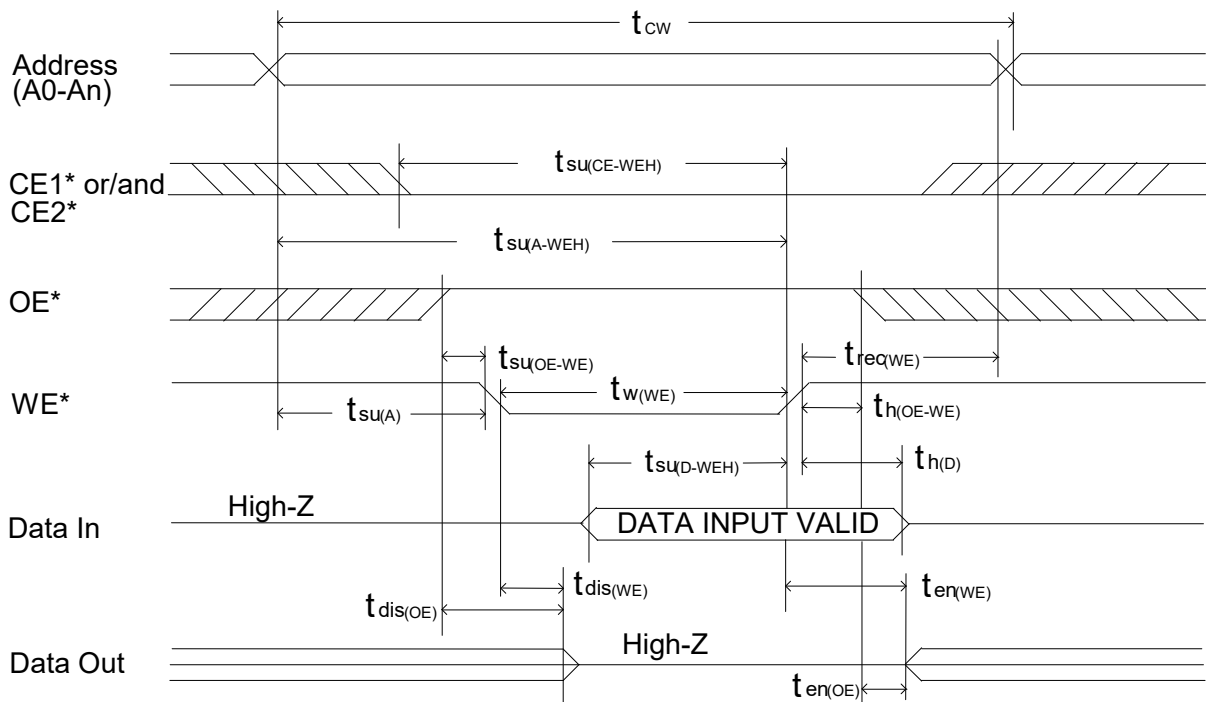 tCW
Address
(A0-An)
tsu(CE-WEH)
CE1* or/and
CE2*
tsu(A-WEH)
OE*
tsu(OE-WE)
trec(WE)
WE*
tsu(A)
tw(WE)
th(OE-WE)
tsu(D-WEH)
th(D)
High-Z
Data In
DATA INPUT VALID
tdis(WE)
ten(WE)
tdis(OE)
Data Out
High-Z
ten(OE)